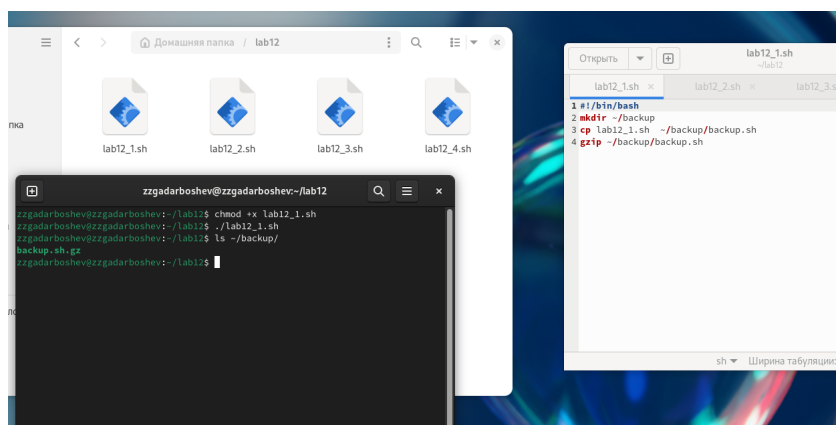 Домашняя папка / lab12
пка
lab12_1.sh
lab12_2.sh
lab12_3.sh
lab12_4.sh
zzgadarboshev@zzgadarboshev:~/lab12
zzgadarboshev@zzgadarboshev:~/lab12$ chmod +x lab12_1.sh
zzgadarboshev@zzgadarboshev:~/lab12$ ./lab12_1.sh
zzgadarboshev@zzgadarboshev:~/lab12$ ls ~/backup/
backup.sh.gz
zzgadarboshev@zzgadarboshev:~/lab12$
Открыть
lab12_1.sh
~/lab12
lab12_1.sh
lab12_2.sh
lab12_3.s
1 #!/bin/bash
2 mkdir ~/backup
3 cp lab12_1.sh ~/backup/backup.sh
4 gzip ~/backup/backup.sh
sh
Ширина табуляции: